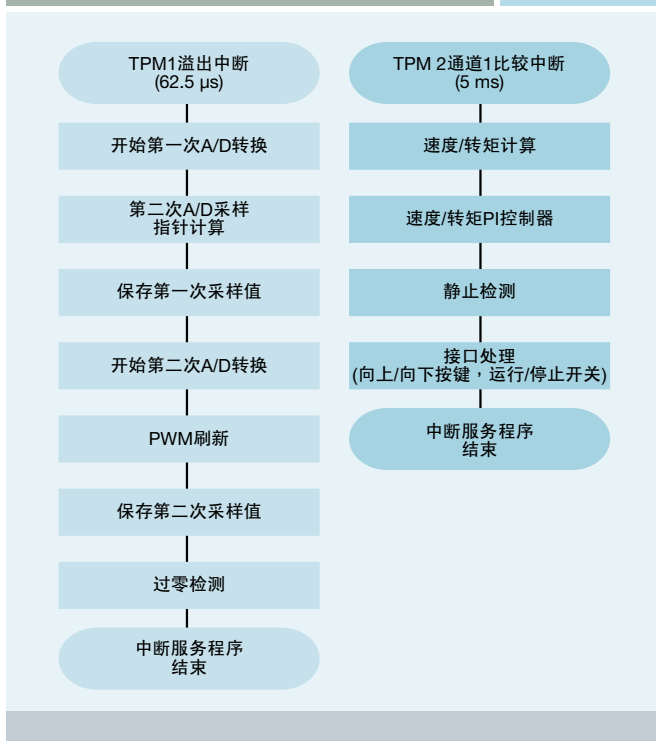 TPM1溢出中断
(62.5 µs)
开始第一次A/D转换
第二次A/D采样
指针计算
保存第一次采样值
开始第二次A/D转换
PWM刷新
保存第二次采样值
过零检测
中断服务程序
结束
TPM 2通道1比较中断
(5 ms)
速度/转矩计算
速度/转矩PI控制器
静止检测
接口处理
(向上/向下按键，运行/停止开关)
中断服务程序
结束